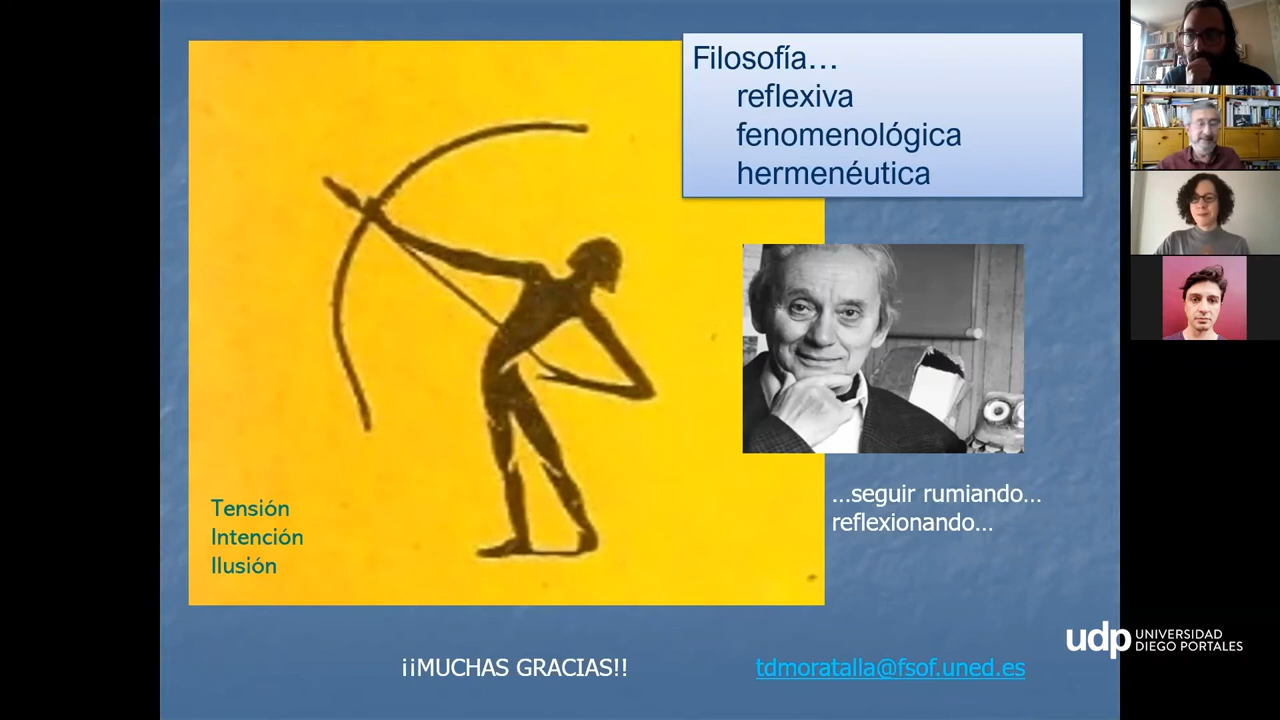 Filosofía...
reflexiva
fenomenológica
hermenéutica
Tensión
Intención
Ilusión
...seguir rumiando...
reflexionando...
¡¡MUCHAS GRACIAS!!
tdmoratalla@fsof.uned.es
udp UNIVERSIDAD
DIEGO PORTALES